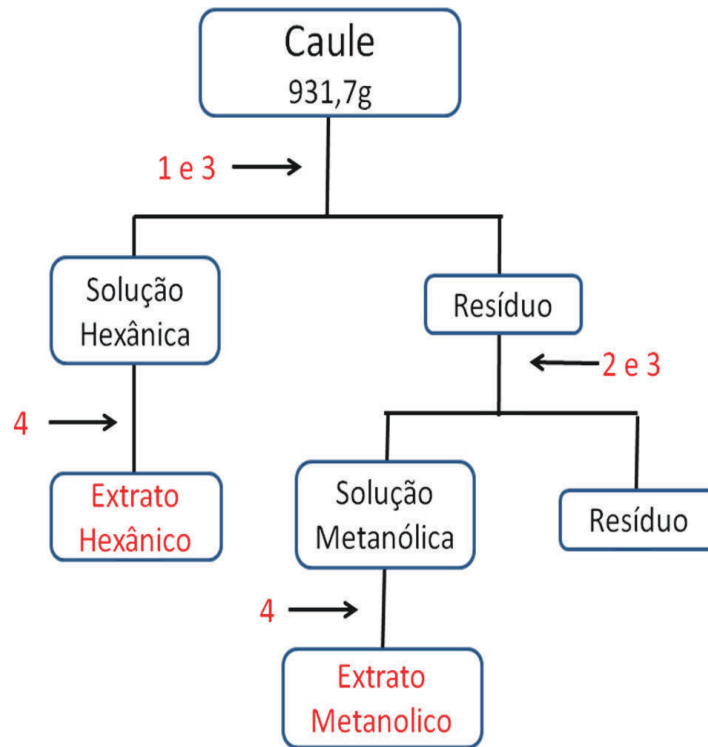 Caule
931,7g
1 e 3
Solução
Hexânica
Resíduo
2 e 3
4
Extrato
Hexânico
Solução
Metanólica
Resíduo
4
Extrato
Metanolico